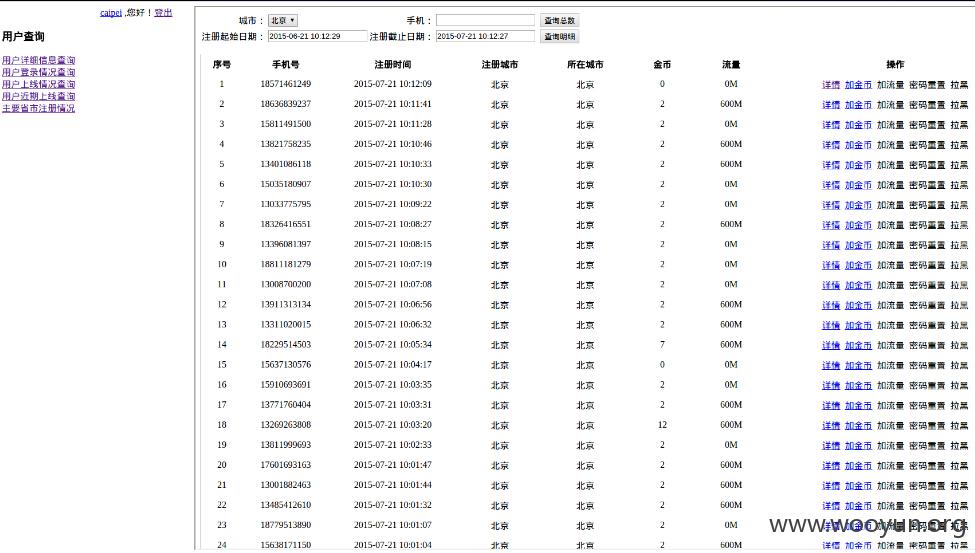 caipei ,您好！登出
用户查询
用户详细信息查询
用户登录情况查询
用户上线情况查询
用户近期上线查询
主要省市注册情况
城市： 北京 手机： 查询总数
注册起始日期： 2015-06-21 10:12:29 注册截止日期： 2015-07-21 10:12:27 查询明细
序号 手机号 注册时间 注册城市 所在城市 金币 流量 操作
1 18571461249 2015-07-21 10:12:09 北京 北京 0 0M 详情 加金币 加流量 密码重置 拉黑
2 18636839237 2015-07-21 10:11:41 北京 北京 2 600M 详情 加金币 加流量 密码重置 拉黑
3 15811491500 2015-07-21 10:11:28 北京 北京 2 0M 详情 加金币 加流量 密码重置 拉黑
4 13821758235 2015-07-21 10:10:46 北京 北京 2 600M 详情 加金币 加流量 密码重置 拉黑
5 13401086118 2015-07-21 10:10:33 北京 北京 2 600M 详情 加金币 加流量 密码重置 拉黑
6 15035180907 2015-07-21 10:10:30 北京 北京 2 0M 详情 加金币 加流量 密码重置 拉黑
7 13033775795 2015-07-21 10:09:22 北京 北京 2 0M 详情 加金币 加流量 密码重置 拉黑
8 18326416551 2015-07-21 10:08:27 北京 北京 2 600M 详情 加金币 加流量 密码重置 拉黑
9 13396081397 2015-07-21 10:08:15 北京 北京 2 0M 详情 加金币 加流量 密码重置 拉黑
10 18811181279 2015-07-21 10:07:19 北京 北京 2 0M 详情 加金币 加流量 密码重置 拉黑
11 13008700200 2015-07-21 10:07:08 北京 北京 2 0M 详情 加金币 加流量 密码重置 拉黑
12 13911313134 2015-07-21 10:06:56 北京 北京 2 600M 详情 加金币 加流量 密码重置 拉黑
13 13311020015 2015-07-21 10:06:32 北京 北京 2 600M 详情 加金币 加流量 密码重置 拉黑
14 18229514503 2015-07-21 10:05:34 北京 北京 7 600M 详情 加金币 加流量 密码重置 拉黑
15 15637130576 2015-07-21 10:04:17 北京 北京 0 0M 详情 加金币 加流量 密码重置 拉黑
16 15910693691 2015-07-21 10:03:35 北京 北京 2 0M 详情 加金币 加流量 密码重置 拉黑
17 13771760404 2015-07-21 10:03:31 北京 北京 2 600M 详情 加金币 加流量 密码重置 拉黑
18 13269263808 2015-07-21 10:03:20 北京 北京 12 600M 详情 加金币 加流量 密码重置 拉黑
19 13811999693 2015-07-21 10:02:33 北京 北京 2 0M 详情 加金币 加流量 密码重置 拉黑
20 17601693163 2015-07-21 10:01:47 北京 北京 2 600M 详情 加金币 加流量 密码重置 拉黑
21 13001882463 2015-07-21 10:01:44 北京 北京 2 600M 详情 加金币 加流量 密码重置 拉黑
22 13485412610 2015-07-21 10:01:32 北京 北京 2 600M 详情 加金币 加流量 密码重置 拉黑
23 18779513890 2015-07-21 10:01:07 北京 北京 2 0M 详情 加金币 加流量 密码重置 拉黑
24 15638171150 2015-07-21 10:01:04 北京 北京 2 600M 详情 加金币 加流量 密码重置 拉黑
www.wooyun.org